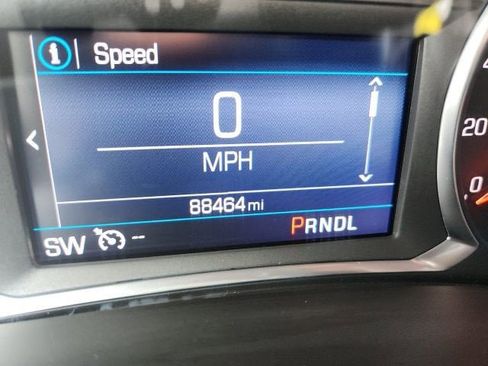 Speed
0
MPH
88464 mi
SW --
PRNDL
20
0